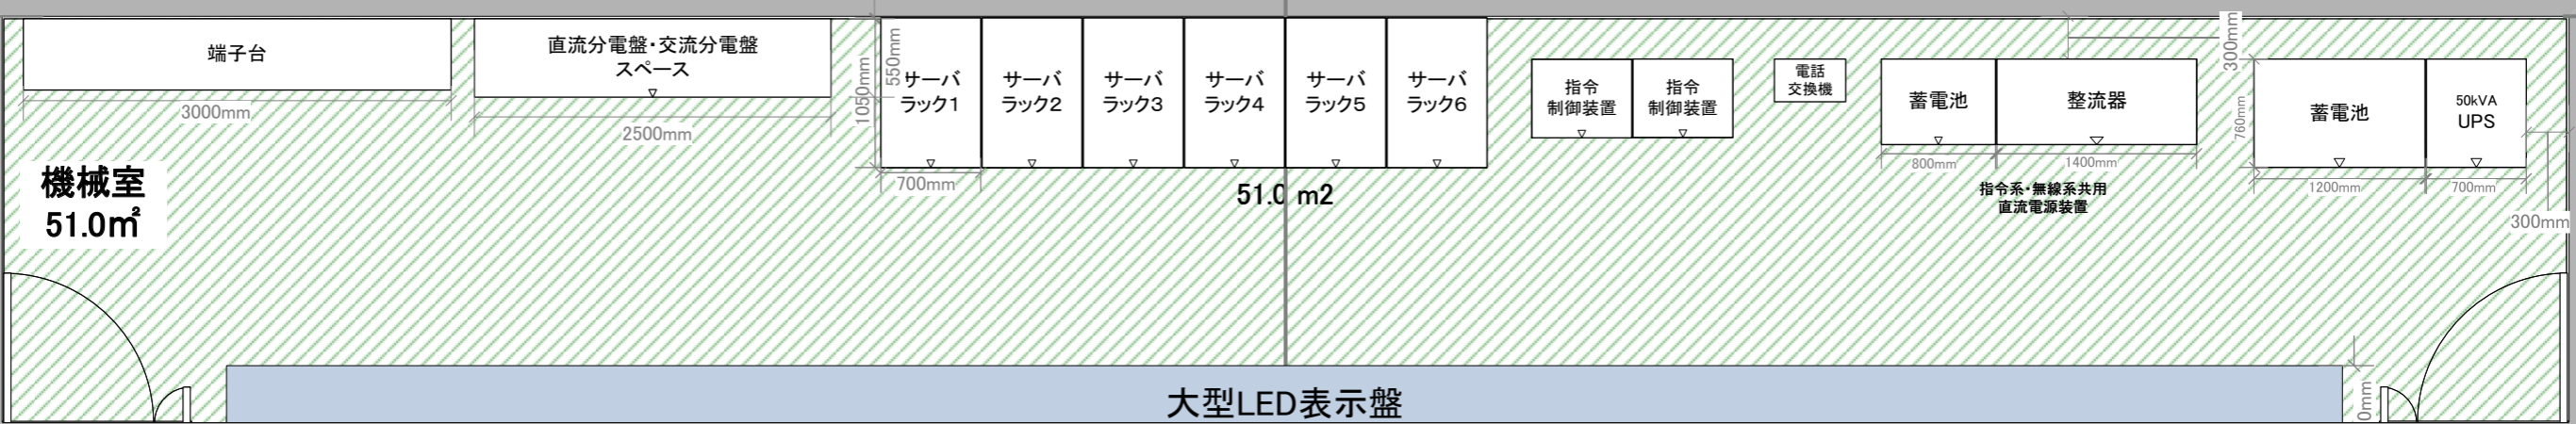 端子台
3000mm
直流分電盤・交流分電盤
スペース
2500mm
1050mm
550mm
サーバ
ラック1
サーバ
ラック2
サーバ
ラック3
サーバ
ラック4
サーバ
ラック5
サーバ
ラック6
700mm
51.0 m2
指令
制御装置
指令
制御装置
電話
交換機
蓄電池
整流器
800mm
1400mm
指令系・無線系共用
直流電源装置
300mm
760mm
蓄電池
50kVA
UPS
1200mm
700mm
300mm
機械室
51.0㎡
大型LED表示盤
0mm